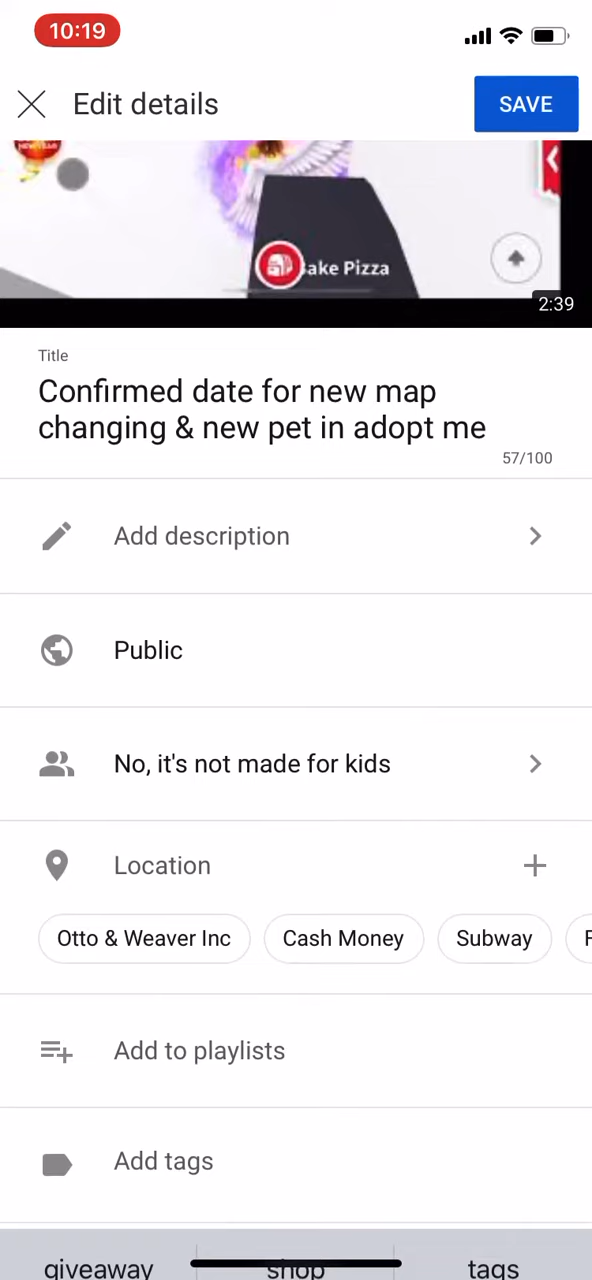 10:19
Edit details
SAVE
ake Pizza
2:39
Title
Confirmed date for new map
changing & new pet in adopt me
57/100
Add description
Public
No, it's not made for kids
Location
Otto & Weaver Inc
Cash Money
Subway
F
Add to playlists
Add tags
giveaway
shop
tags